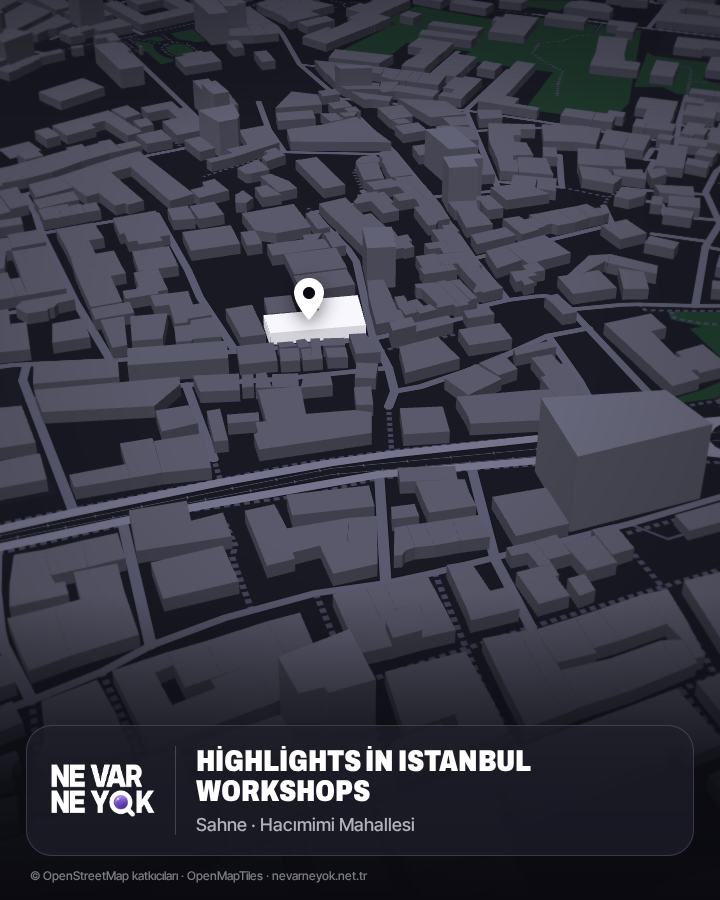 NE VAR
NE YOK
HİGHLİGHTS İN ISTANBUL
WORKSHOPS
Sahne · Hacımimi Mahallesi
© OpenStreetMap katkıcıları · OpenMapTiles · nevarneyok.net.tr